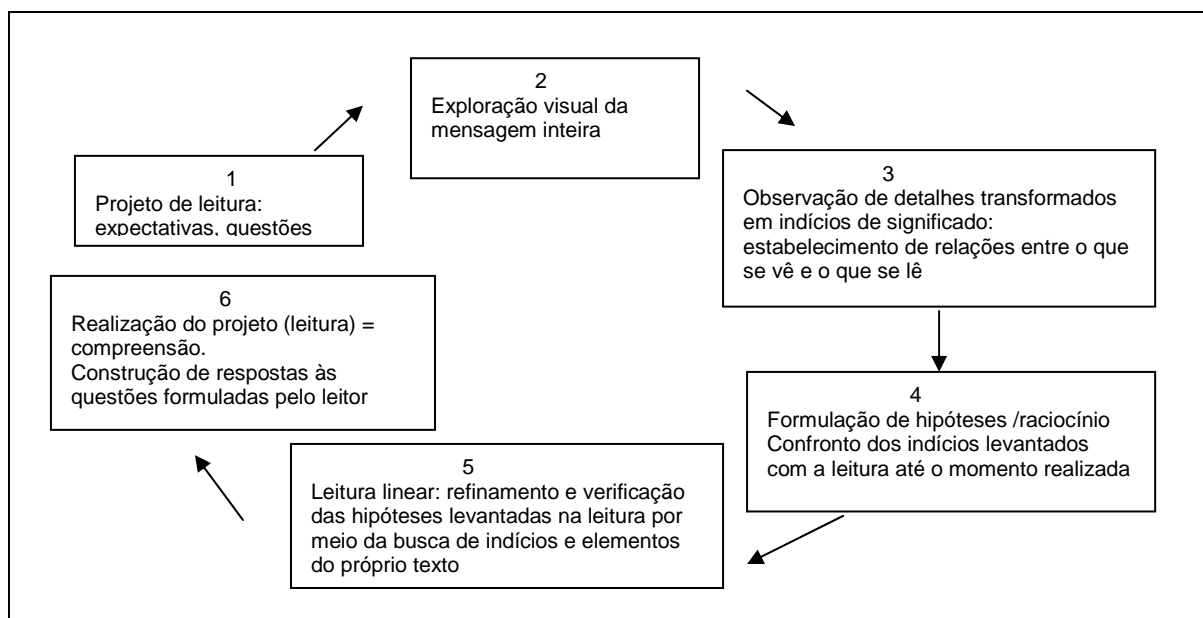 1
Projeto de leitura:
expectativas, questões
2
Exploração visual da
mensagem inteira
3
Observação de detalhes transformados
em indícios de significado:
estabelecimento de relações entre o que
se vê e o que se lê
4
Formulação de hipóteses /raciocínio
Confronto dos indícios levantados
com a leitura até o momento realizada
5
Leitura linear: refinamento e verificação
das hipóteses levantadas na leitura por
meio da busca de indícios e elementos
do próprio texto
6
Realização do projeto (leitura) =
compreensão.
Construção de respostas às
questões formuladas pelo leitor